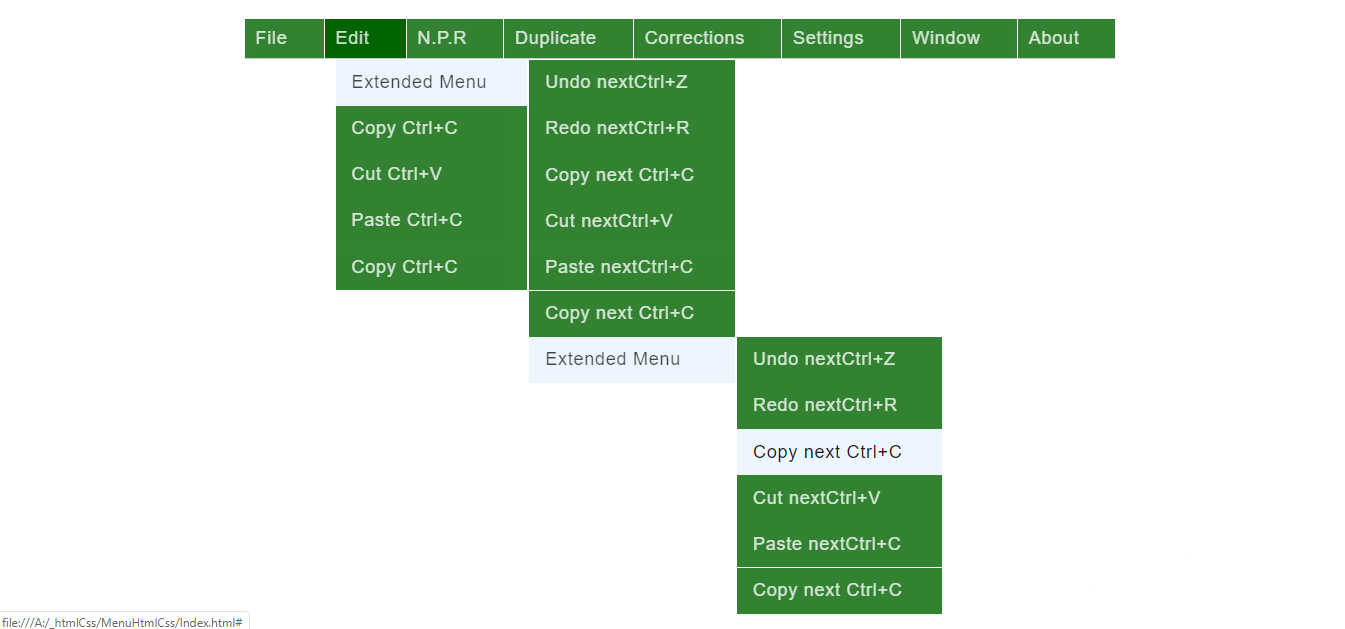 File Edit N.P.R Duplicate Corrections Settings Window About
Extended Menu
Copy Ctrl+C
Cut Ctrl+V
Paste Ctrl+C
Copy Ctrl+C
Undo nextCtrl+Z
Redo nextCtrl+R
Copy next Ctrl+C
Cut nextCtrl+V
Paste nextCtrl+C
Copy next Ctrl+C
Extended Menu
Undo nextCtrl+Z
Redo nextCtrl+R
Copy next Ctrl+C
Cut nextCtrl+V
Paste nextCtrl+C
Copy next Ctrl+C
file:///A:/_htmlCss/MenuHtmlCss/Index.html#